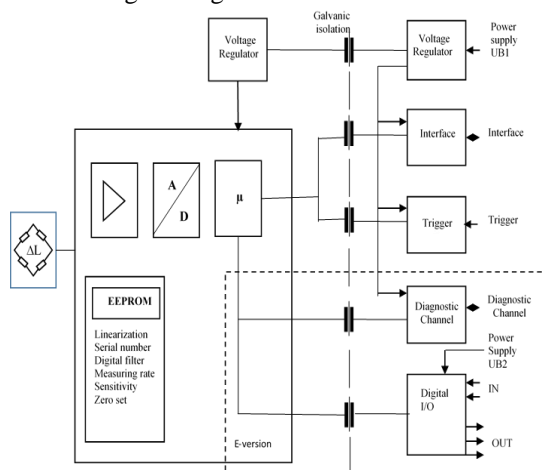 Galvanic
isolation
Voltage
Regulator
Voltage
Regulator
Power
supply
UB1
Interface
Interface
A
D
μ
Trigger
Trigger
ΔL
EEPROM
Linearization
Serial number
Digital filter
Measuring rate
Sensitivity
Zero set
Diagnostic
Channel
Diagnostic
Channel
Power
Supply
UB2
Digital
I/O
IN
OUT
E-version